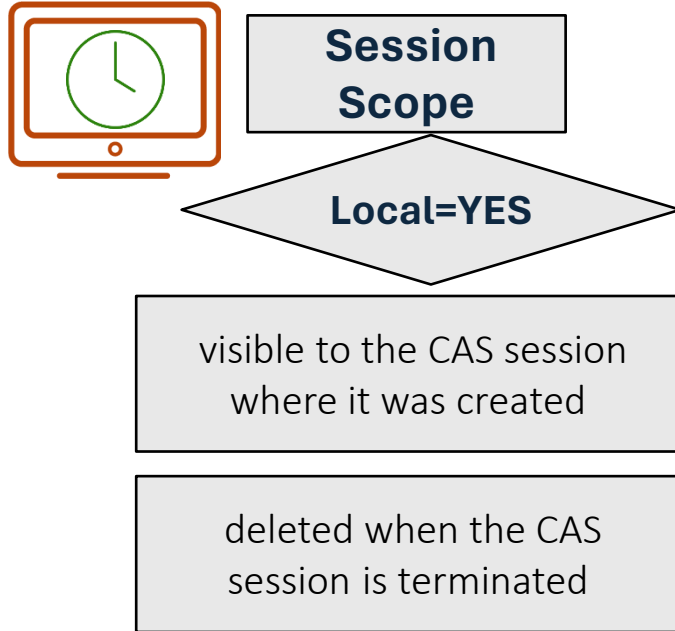 Session
Scope
Local=YES
visible to the CAS session
where it was created
deleted when the CAS
session is terminated